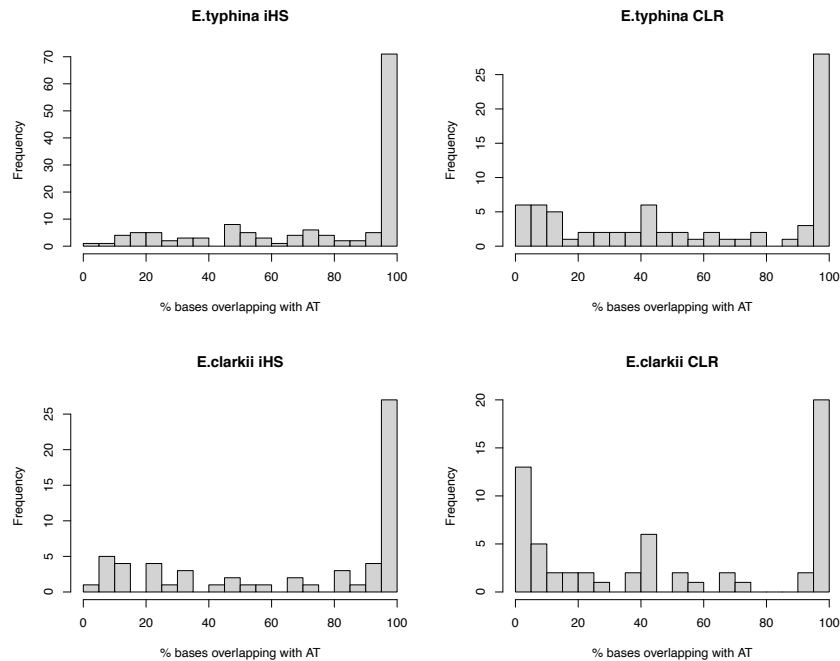 E.typhina iHS
Frequency
0 10 20 30 40 50 60 70
0 20 40 60 80 100
% bases overlapping with AT
E.typhina CLR
Frequency
0 5 10 15 20 25
0 20 40 60 80 100
% bases overlapping with AT
E.clarkii iHS
Frequency
0 5 10 15 20 25
0 20 40 60 80 100
% bases overlapping with AT
E.clarkii CLR
Frequency
0 5 10 15 20
0 20 40 60 80 100
% bases overlapping with AT